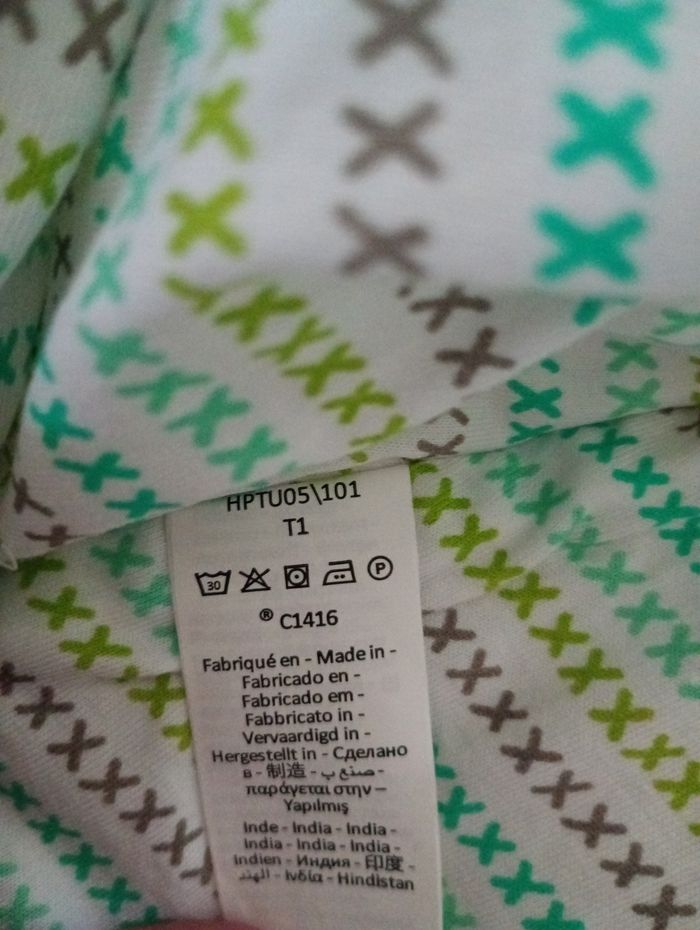 HPTU05\101
T1
30 P
® C1416
Fabriqué en - Made in -
Fabricado en -
Fabricado em -
Fabbricato in -
Vervaardigd in -
Hergestellt in - Сделано
в - 制造 - صنع ب -
παράγεται στην –
Yapılmış
Inde - India - India -
India - India - India -
Indien - Индия - 印度 -
الهند - Ινδία - Hindistan